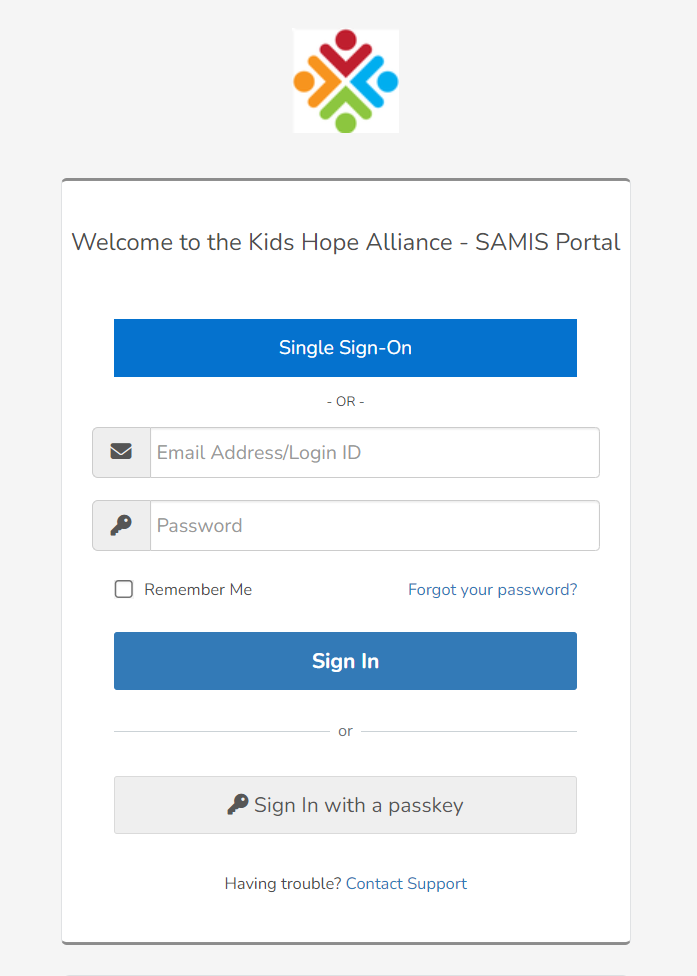 Welcome to the Kids Hope Alliance - SAMIS Portal
Single Sign-On
- OR -
Email Address/Login ID
Password
Remember Me
Forgot your password?
Sign In
or
Sign In with a passkey
Having trouble? Contact Support